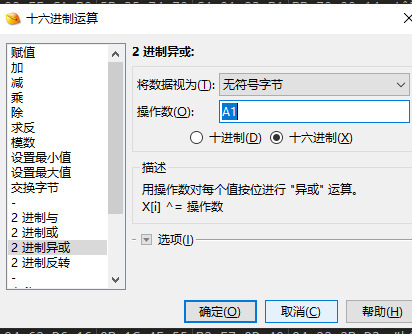 十六进制运算
赋值
加
减
乘
除
求反
模数
设置最小值
设置最大值
交换字节
-
2 进制与
2 进制或
2 进制异或
2 进制反转
-
2 进制异或:
将数据视为(T): 无符号字节
操作数(O): A1
十进制(D) 十六进制(X)
描述
用操作数对每个值按位进行 "异或" 运算。
X[i] ^= 操作数
选项(I)
确定(O) 取消(C) 帮助(H)